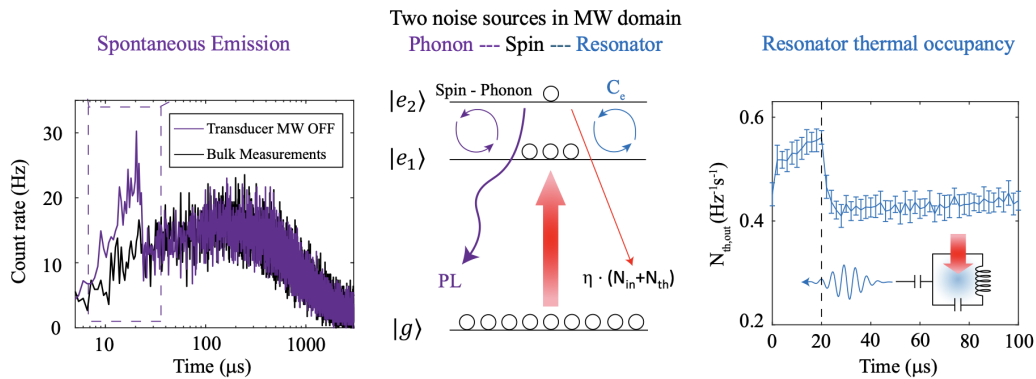 Two noise sources in MW domain
Spontaneous Emission
Phonon --- Spin --- Resonator
Resonator thermal occupancy
Count rate (Hz)
30
20
10
0
10
100
1000
Time (μs)
Transducer MW OFF
Bulk Measurements
|e₂⟩
Spin - Phonon
Cₑ
|e₁⟩
PL
η · (N_in+N_th)
|g⟩
N_th,out (Hz⁻¹s⁻¹)
0.6
0.4
0.2
0
20
40
60
80
100
Time (μs)